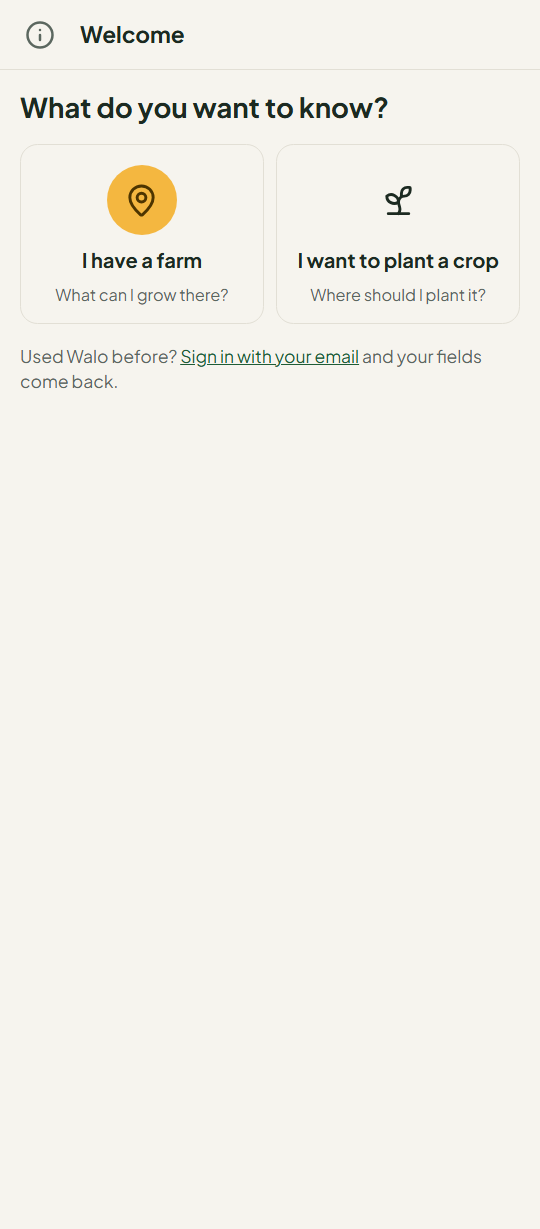 Welcome
What do you want to know?
I have a farm
What can I grow there?
I want to plant a crop
Where should I plant it?
Used Walo before? Sign in with your email and your fields
come back.